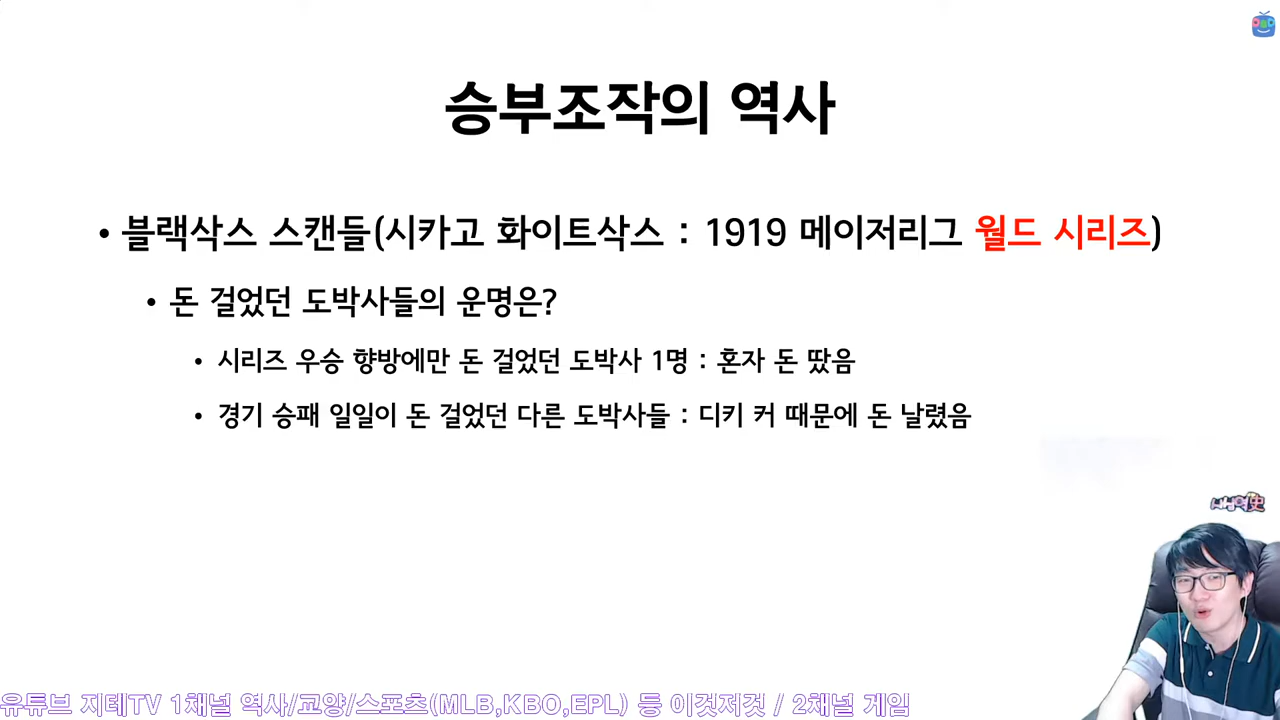 승부조작의 역사
• 블랙삭스 스캔들(시카고 화이트삭스 : 1919 메이저리그 월드 시리즈)
• 돈 걸었던 도박사들의 운명은?
• 시리즈 우승 향방에만 돈 걸었던 도박사 1명 : 혼자 돈 땄음
• 경기 승패 일일이 돈 걸었던 다른 도박사들 : 디키 커 때문에 돈 날렸음
유튜브 지테TV 1채널 역사/교양/스포츠(MLB,KBO,EPL) 등 이것저것 / 2채널 게임